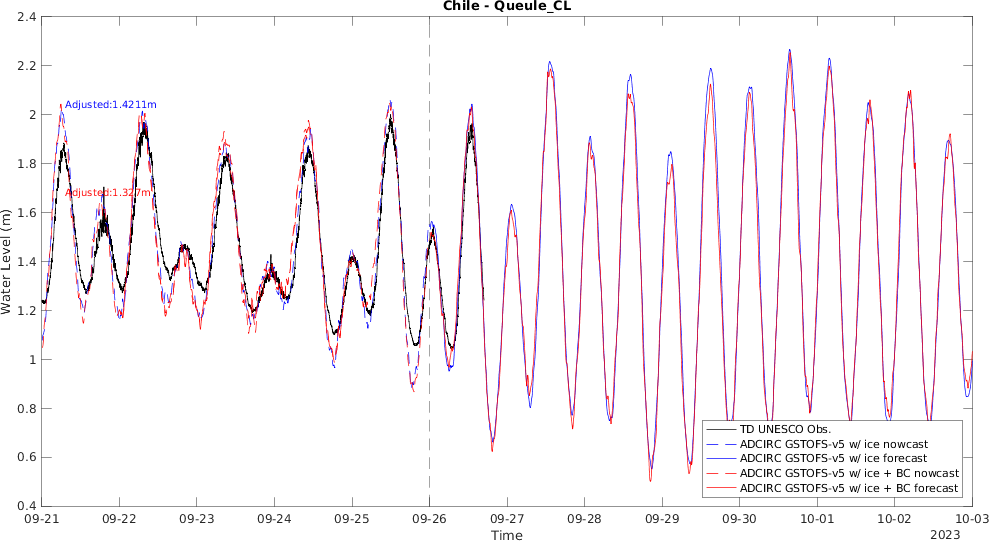 Chile - Queule_CL
2.4
2.2
2
1.8
1.6
1.4
1.2
1
0.8
0.6
0.4
Water Level (m)
Adjusted:1.4211m
Adjusted:1.327m
TD UNESCO Obs.
ADCIRC GSTOFS-v5 w/ ice nowcast
ADCIRC GSTOFS-v5 w/ ice forecast
ADCIRC GSTOFS-v5 w/ ice + BC nowcast
ADCIRC GSTOFS-v5 w/ ice + BC forecast
09-21 09-22 09-23 09-24 09-25 09-26 09-27 09-28 09-29 09-30 10-01 10-02 10-03
Time
2023